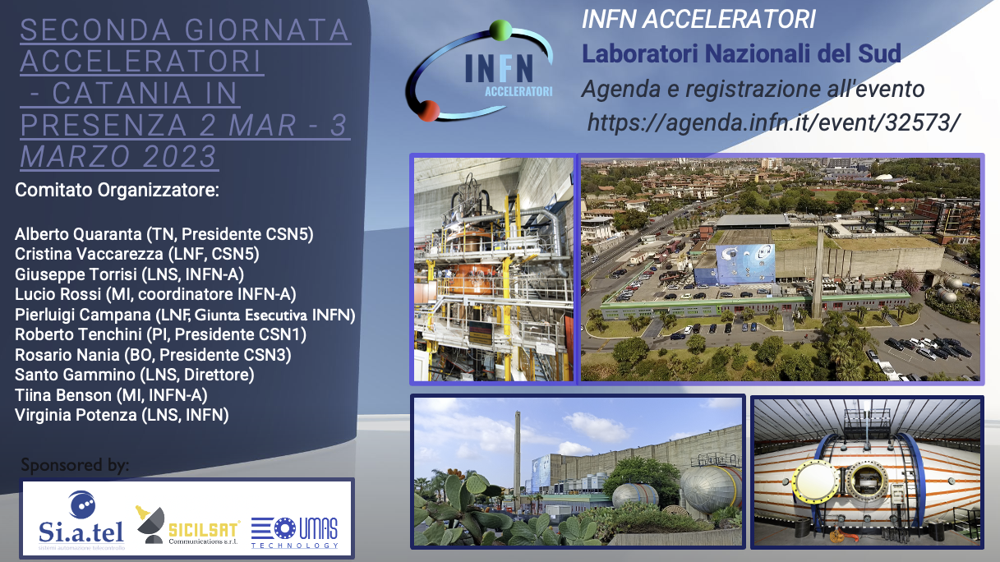 SECONDA GIORNATA
ACCELERATORI
- CATANIA IN
PRESENZA 2 MAR - 3
MARZO 2023
Comitato Organizzatore:
Alberto Quaranta (TN, Presidente CSN5)
Cristina Vaccarezza (LNF, CSN5)
Giuseppe Torrisi (LNS, INFN-A)
Lucio Rossi (MI, coordinatore INFN-A)
Pierluigi Campana (LNF, Giunta Esecutiva INFN)
Roberto Tenchini (PI, Presidente CSN1)
Rosario Nania (BO, Presidente CSN3)
Santo Gammino (LNS, Direttore)
Tiina Benson (MI, INFN-A)
Virginia Potenza (LNS, INFN)
Sponsored by:
Si.a.tel
sistemi automazione telecontrollo
SICILSAT
Communications s.r.l.
UMAS
TECHNOLOGY
INFN
ACCELERATORI
INFN ACCELERATORI
Laboratori Nazionali del Sud
Agenda e registrazione all'evento
https://agenda.infn.it/event/32573/
INFN